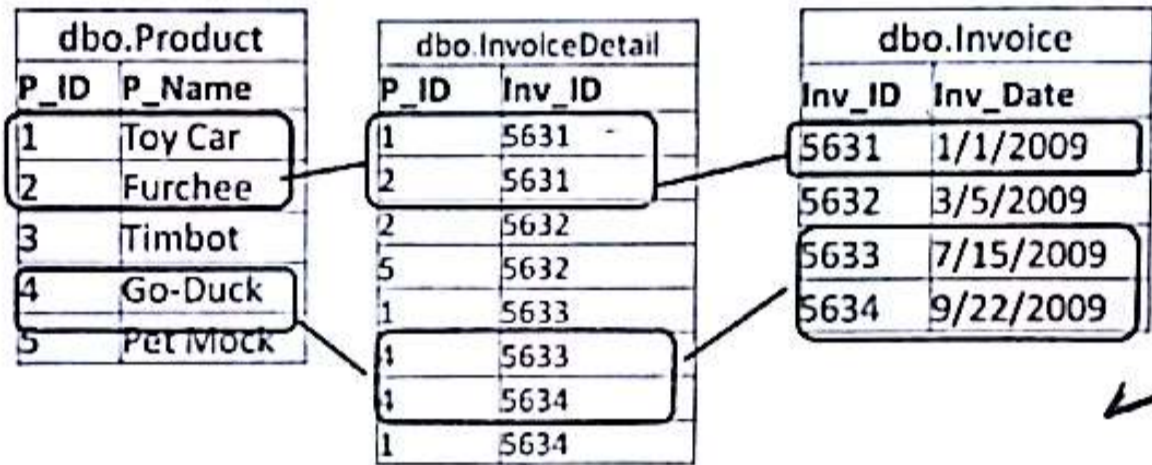 dbo.Product
P_ID P_Name
1 Toy Car
2 Furchee
3 Timbot
4 Go-Duck
5 Pet Mock
dbo.InvoiceDetail
P_ID Inv_ID
1 5631
2 5631
2 5632
5 5632
1 5633
4 5633
4 5634
1 5634
dbo.Invoice
Inv_ID Inv_Date
5631 1/1/2009
5632 3/5/2009
5633 7/15/2009
5634 9/22/2009